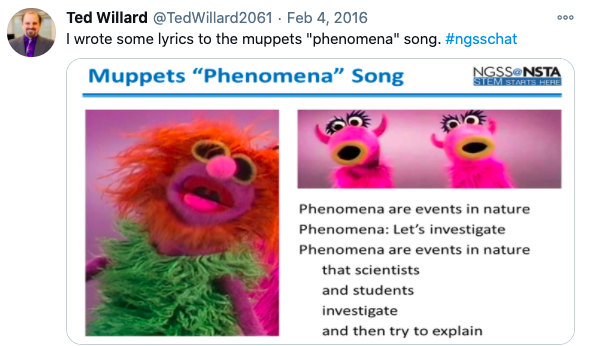 Ted Willard @TedWillard2061 · Feb 4, 2016
I wrote some lyrics to the muppets "phenomena" song. #ngsschat
Muppets “Phenomena” Song
NGSS@NSTA
STEM STARTS HERE
Phenomena are events in nature
Phenomena: Let’s investigate
Phenomena are events in nature
that scientists
and students
investigate
and then try to explain